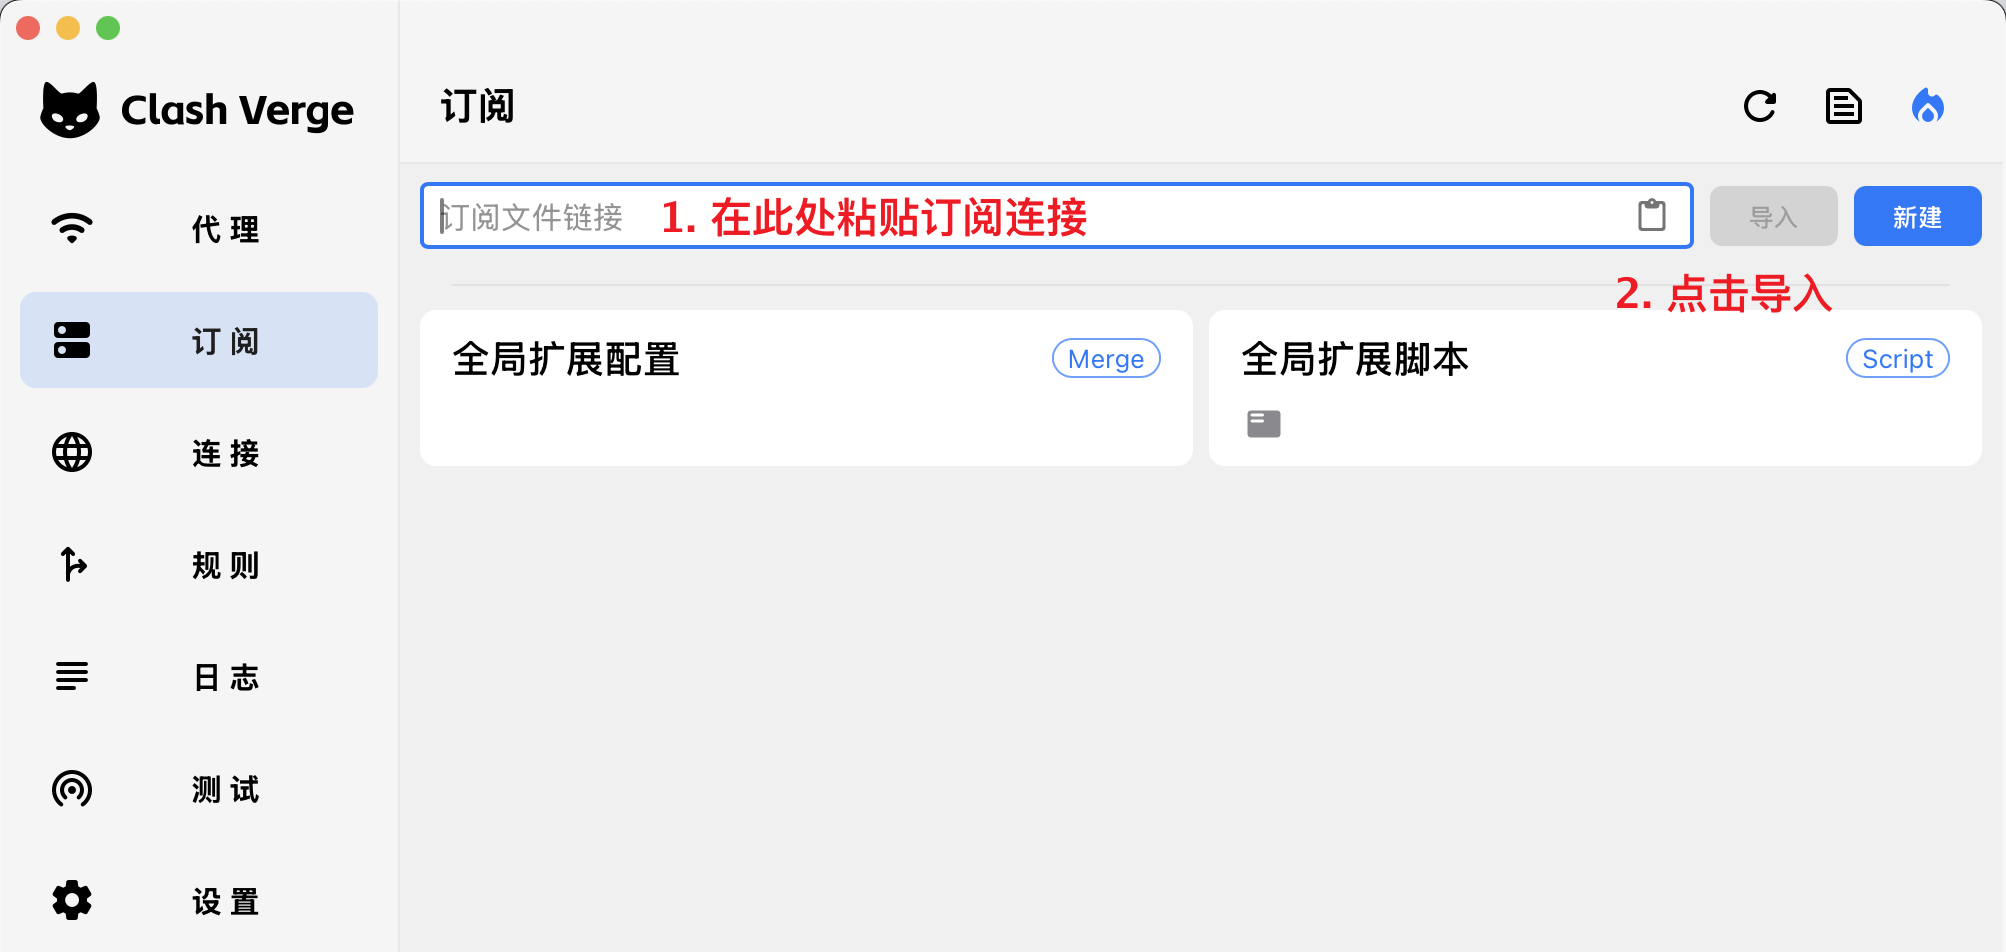 Clash Verge
代理
订阅
连接
规则
日志
测试
设置
订阅
订阅文件链接
1. 在此处粘贴订阅连接
导入
新建
2. 点击导入
全局扩展配置
Merge
全局扩展脚本
Script